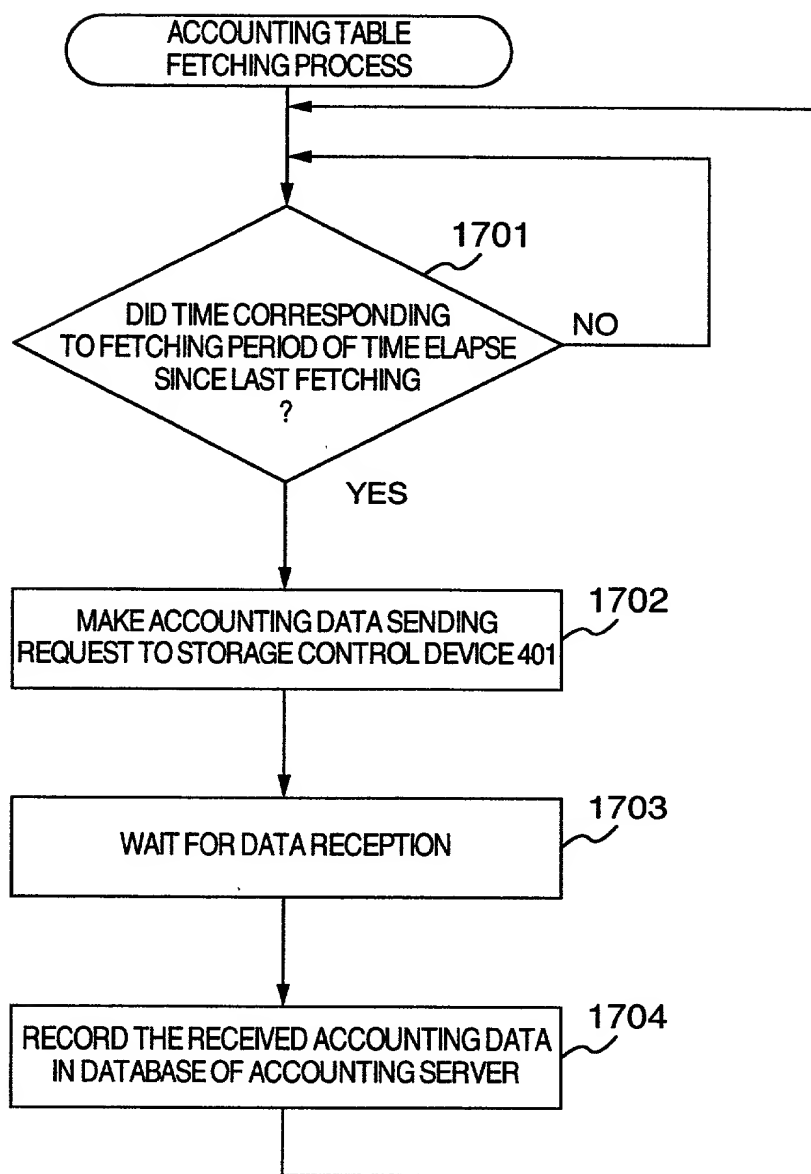 ACCOUNTING TABLE
FETCHING PROCESS
1701
DID TIME CORRESPONDING
TO FETCHING PERIOD OF TIME ELAPSE
SINCE LAST FETCHING
?
NO
YES
1702
MAKE ACCOUNTING DATA SENDING
REQUEST TO STORAGE CONTROL DEVICE 401
1703
WAIT FOR DATA RECEPTION
1704
RECORD THE RECEIVED ACCOUNTING DATA
IN DATABASE OF ACCOUNTING SERVER